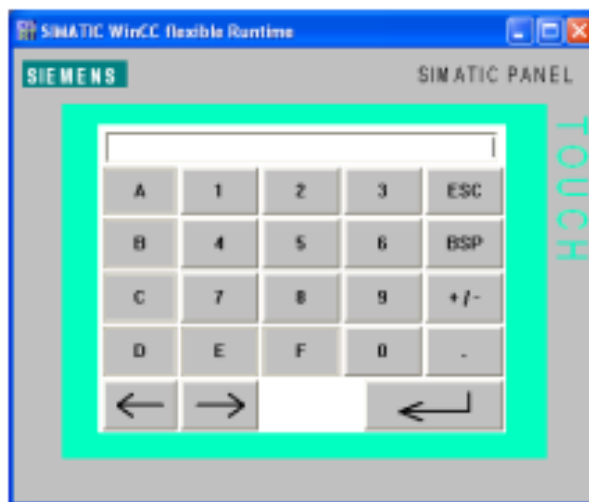 SIMATIC WinCC flexible Runtime
SIEMENS SIMATIC PANEL
TOUCH
A 1 2 3 ESC
B 4 5 6 BSP
C 7 8 9 +/-
D E F 0 .